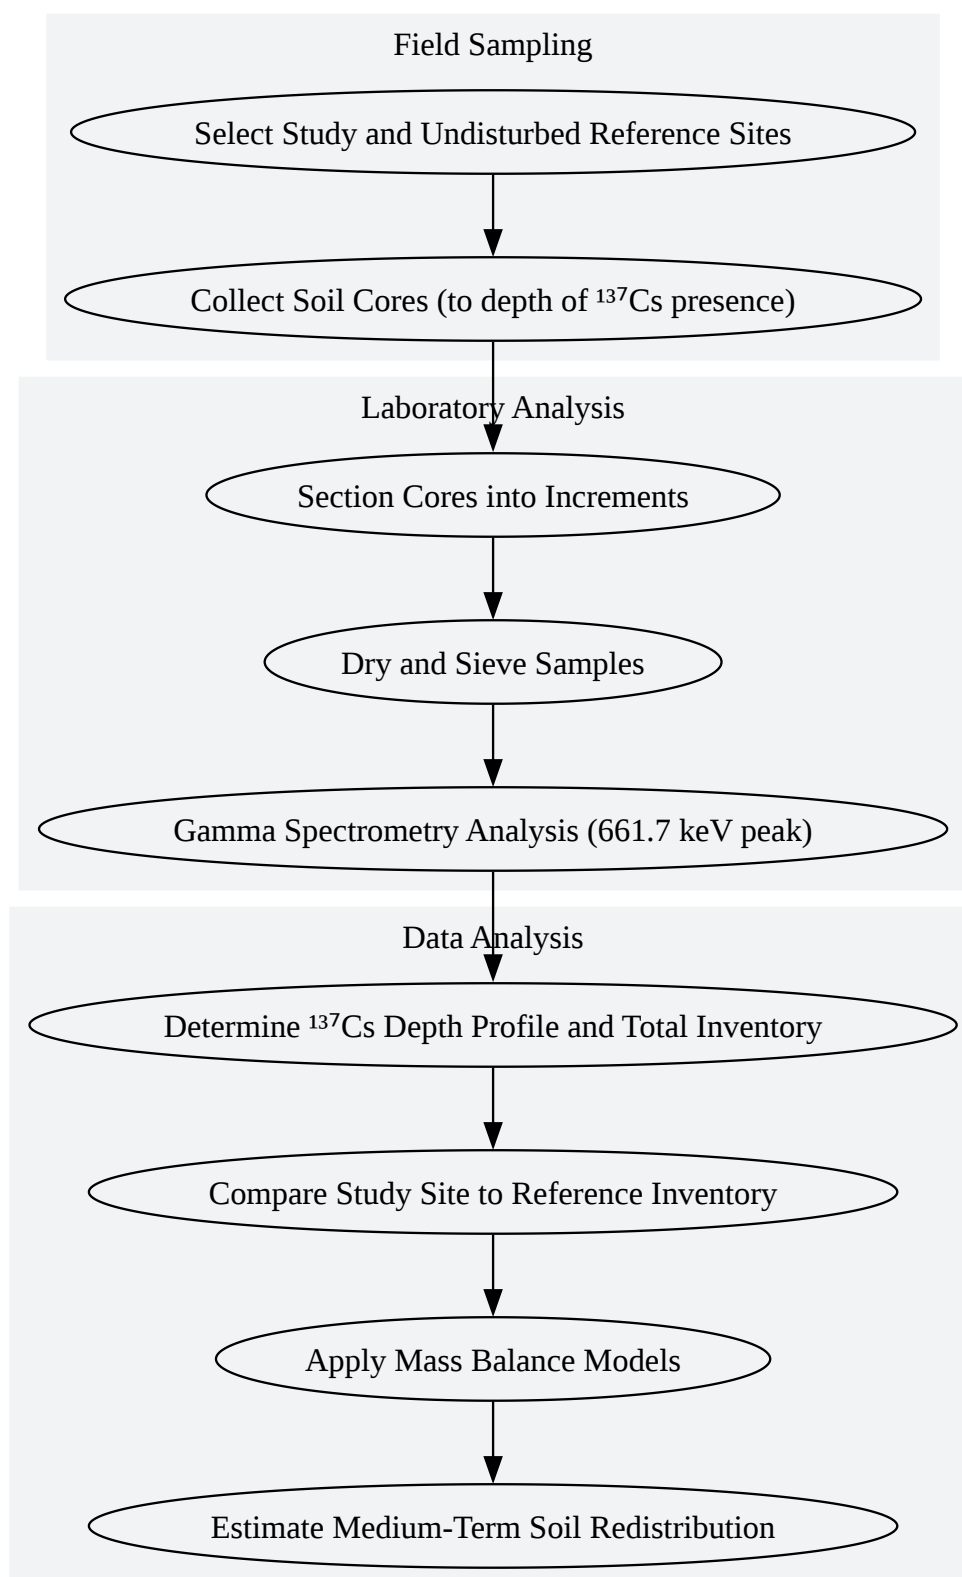 Field Sampling
Select Study and Undisturbed Reference Sites
Collect Soil Cores (to depth of ¹³⁷Cs presence)
Laboratory Analysis
Section Cores into Increments
Dry and Sieve Samples
Gamma Spectrometry Analysis (661.7 keV peak)
Data Analysis
Determine ¹³⁷Cs Depth Profile and Total Inventory
Compare Study Site to Reference Inventory
Apply Mass Balance Models
Estimate Medium-Term Soil Redistribution